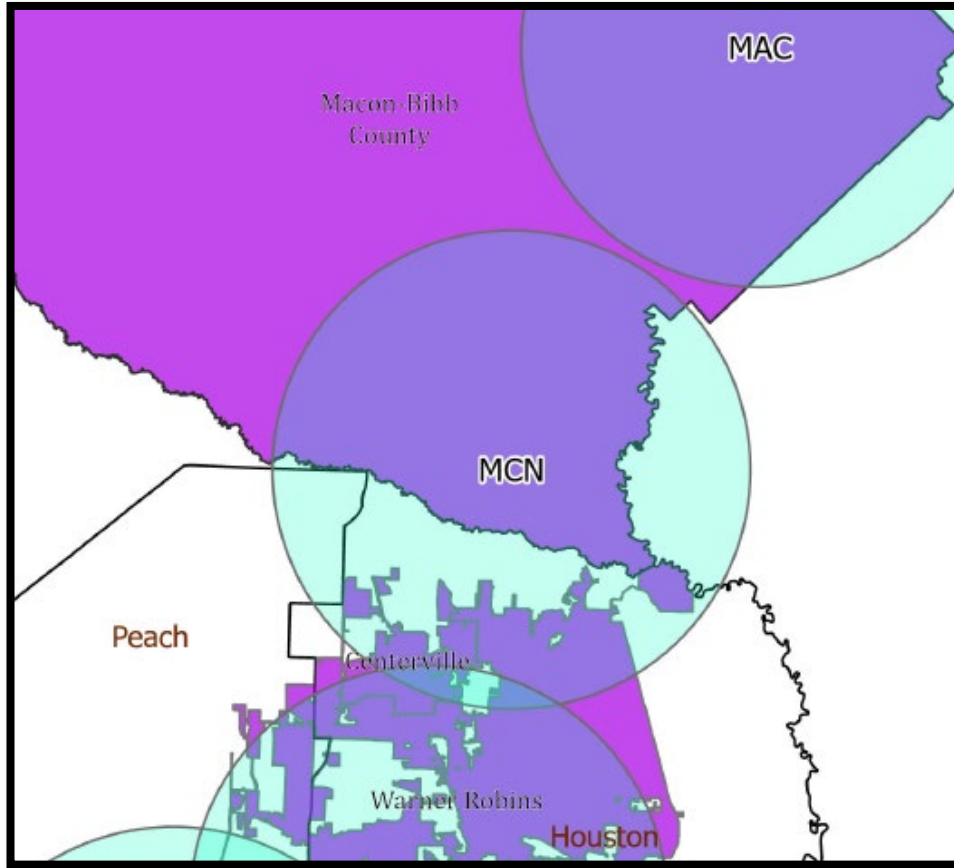 MAC
Macon-Bibb
County
MCN
Peach
Centerville
Warner Robins
Houston